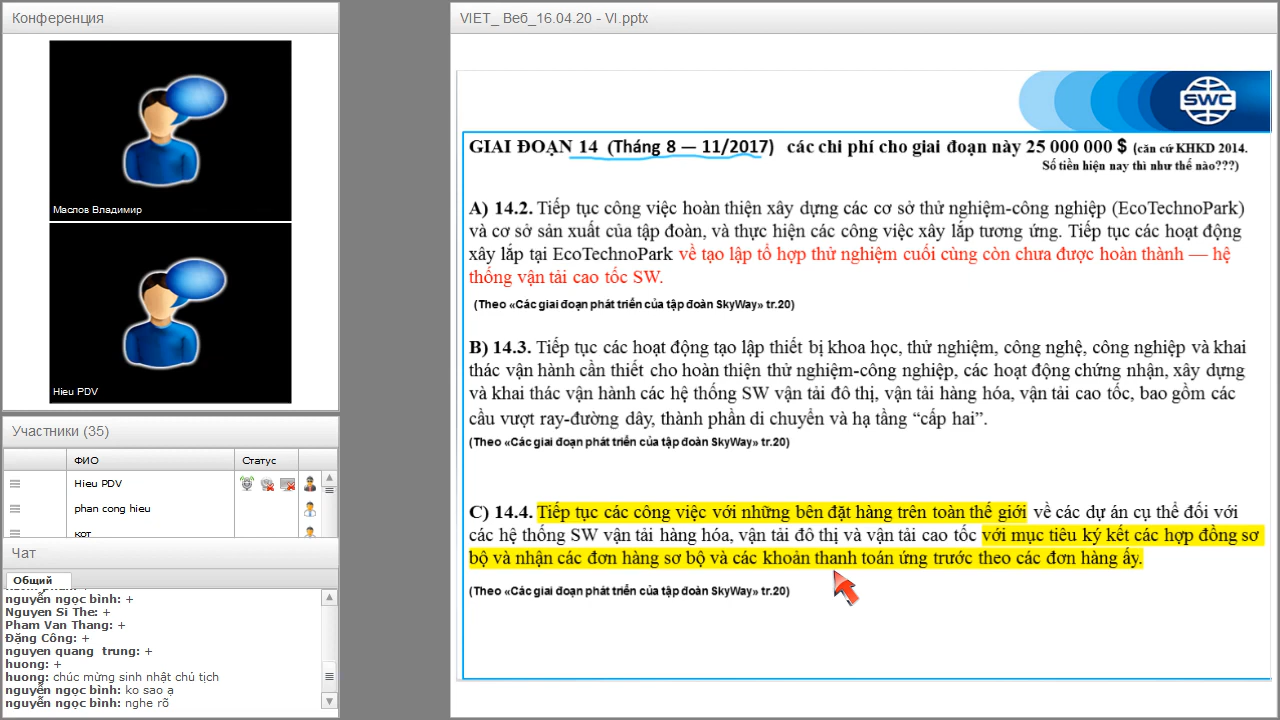 Конференция
Маслов Владимир
Hieu PDV
Участники (35)
ФИО
Статус
Hieu PDV
phan cong hieu
кот
Чат
Общий
nguyễn ngọc bình: +
Nguyen Si The: +
Pham Van Thang: +
Đặng Công: +
nguyen quang trung: +
huong: +
huong: chúc mừng sinh nhật chủ tịch
nguyễn ngọc bình: ko sao ạ
nguyễn ngọc bình: nghe rõ
VIET_ Веб_16.04.20 - VI.pptx
SWC
GIAI ĐOẠN 14 (Tháng 8 — 11/2017) các chi phí cho giai đoạn này 25 000 000 $ (căn cứ KHKD 2014.
Số tiền hiện nay thì như thế nào???)
A) 14.2. Tiếp tục công việc hoàn thiện xây dựng các cơ sở thử nghiệm-công nghiệp (EcoTechnoPark)
và cơ sở sản xuất của tập đoàn, và thực hiện các công việc xây lắp tương ứng. Tiếp tục các hoạt động
xây lắp tại EcoTechnoPark về tạo lập tổ hợp thử nghiệm cuối cùng còn chưa được hoàn thành — hệ
thống vận tải cao tốc SW.
(Theo «Các giai đoạn phát triển của tập đoàn SkyWay» tr.20)
B) 14.3. Tiếp tục các hoạt động tạo lập thiết bị khoa học, thử nghiệm, công nghệ, công nghiệp và khai
thác vận hành cần thiết cho hoàn thiện thử nghiệm-công nghiệp, các hoạt động chứng nhận, xây dựng
và khai thác vận hành các hệ thống SW vận tải đô thị, vận tải hàng hóa, vận tải cao tốc, bao gồm các
cầu vượt ray-đường dây, thành phần di chuyển và hạ tầng “cấp hai”.
(Theo «Các giai đoạn phát triển của tập đoàn SkyWay» tr.20)
C) 14.4. Tiếp tục các công việc với những bên đặt hàng trên toàn thế giới về các dự án cụ thể đối với
các hệ thống SW vận tải hàng hóa, vận tải đô thị và vận tải cao tốc với mục tiêu ký kết các hợp đồng sơ
bộ và nhận các đơn hàng sơ bộ và các khoản thanh toán ứng trước theo các đơn hàng ấy.
(Theo «Các giai đoạn phát triển của tập đoàn SkyWay» tr.20)